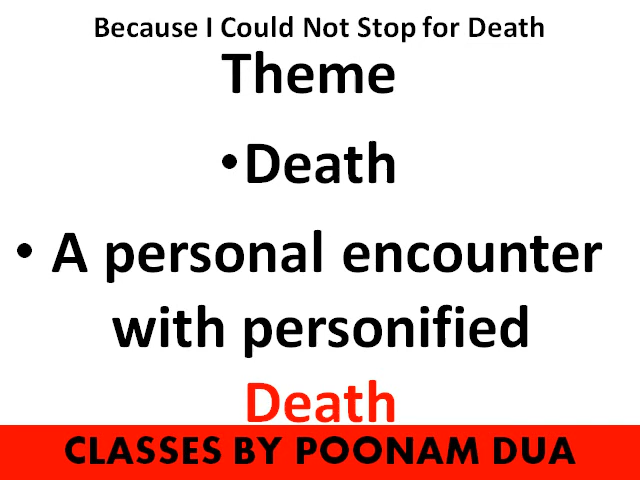 Because I Could Not Stop for Death
Theme
•Death
• A personal encounter
with personified
Death
CLASSES BY POONAM DUA